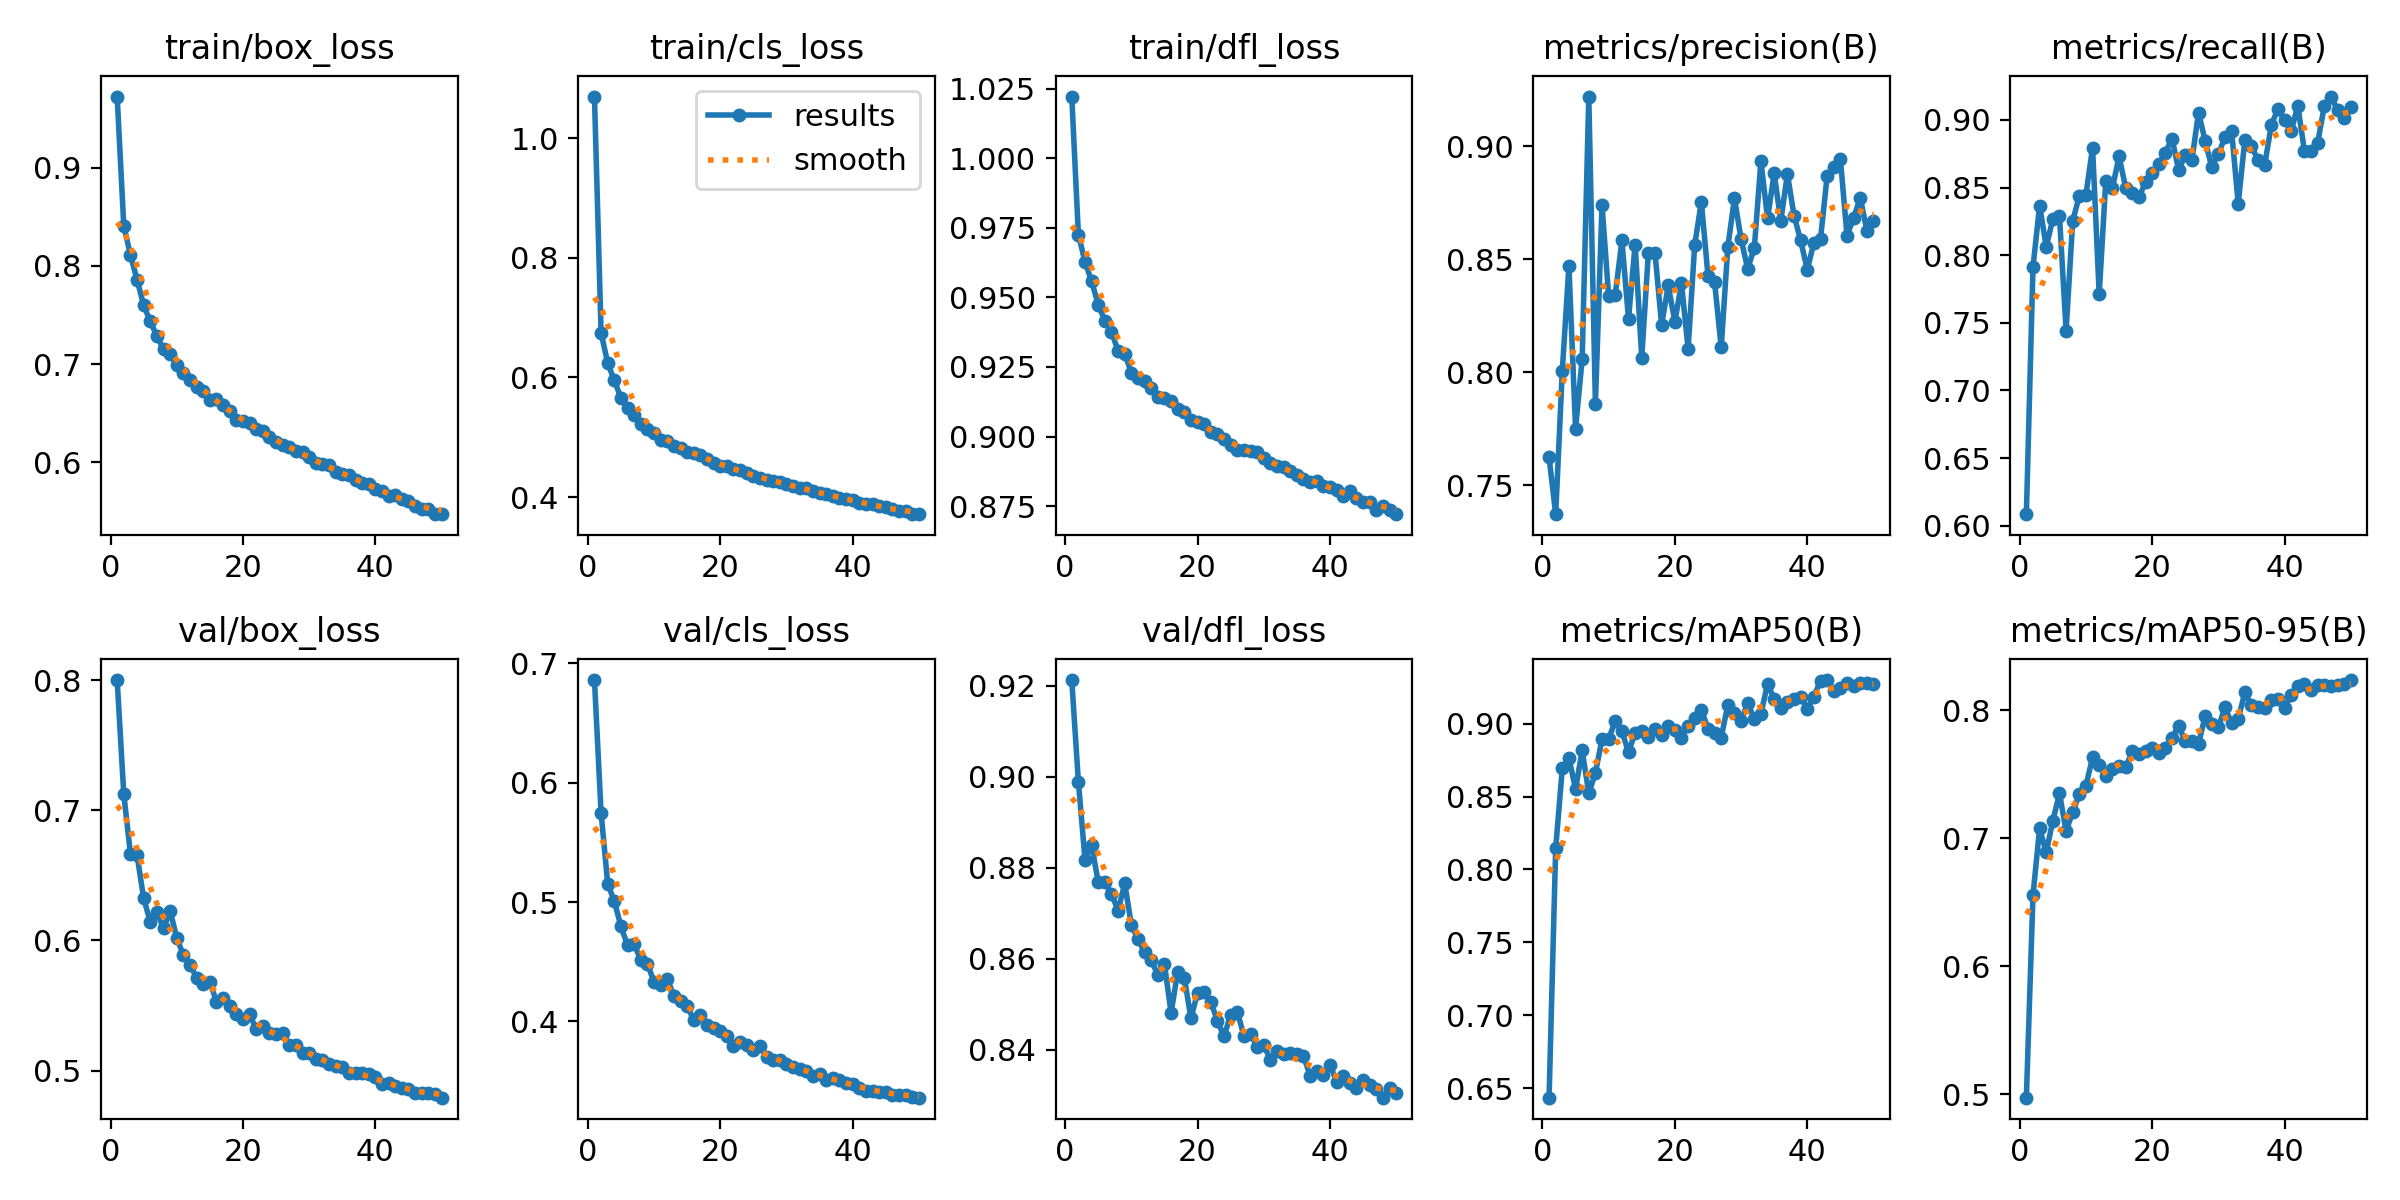 train/box_loss
train/cls_loss
train/dfl_loss
metrics/precision(B)
metrics/recall(B)
0.9
0.8
0.7
0.6
0 20 40
results
smooth
1.0
0.8
0.6
0.4
0 20 40
1.025
1.000
0.975
0.950
0.925
0.900
0.875
0 20 40
0.90
0.85
0.80
0.75
0 20 40
0.90
0.85
0.80
0.75
0.70
0.65
0.60
0 20 40
val/box_loss
val/cls_loss
val/dfl_loss
metrics/mAP50(B)
metrics/mAP50-95(B)
0.8
0.7
0.6
0.5
0 20 40
0.7
0.6
0.5
0.4
0 20 40
0.92
0.90
0.88
0.86
0.84
0 20 40
0.90
0.85
0.80
0.75
0.70
0.65
0 20 40
0.8
0.7
0.6
0.5
0 20 40